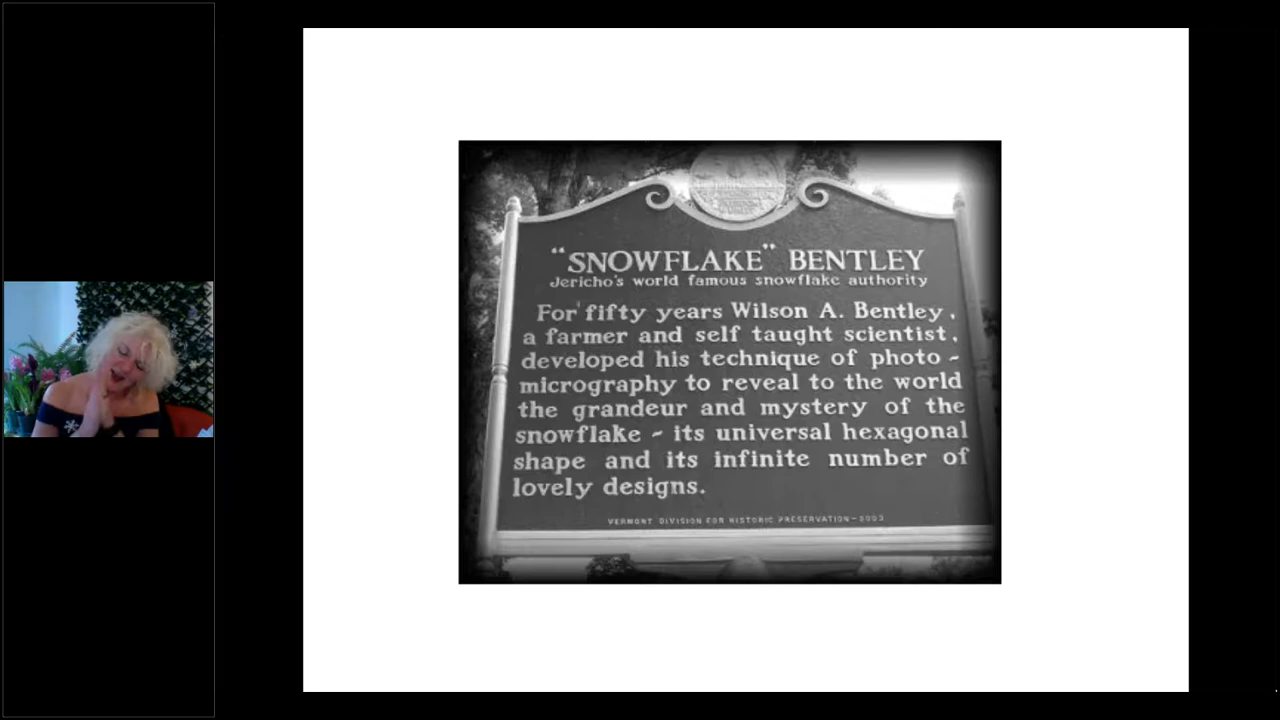 “SNOWFLAKE” BENTLEY
Jericho's world famous snowflake authority
For fifty years Wilson A. Bentley,
a farmer and self taught scientist,
developed his technique of photo-
micrography to reveal to the world
the grandeur and mystery of the
snowflake - its universal hexagonal
shape and its infinite number of
lovely designs.
VERMONT DIVISION FOR HISTORIC PRESERVATION-2003